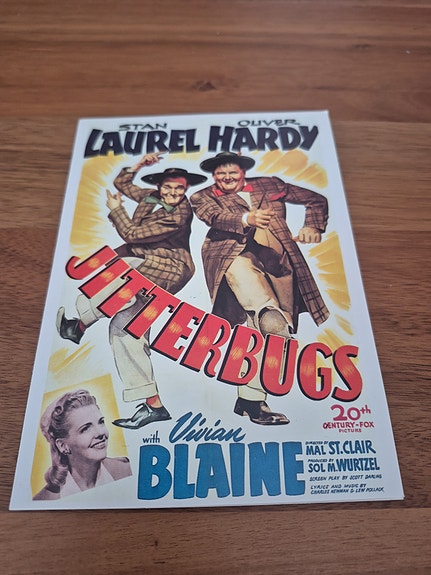 STAN OLIVER
LAUREL HARDY
JITTERBUGS
20th
CENTURY-FOX
PICTURE
with Vivian
BLAINE
DIRECTED BY
MAL ST. CLAIR
PRODUCED BY
SOL M. WURTZEL
SCREEN PLAY BY SCOTT DARLING
LYRICS AND MUSIC BY
CHARLES NEWMAN & LEW POLLACK